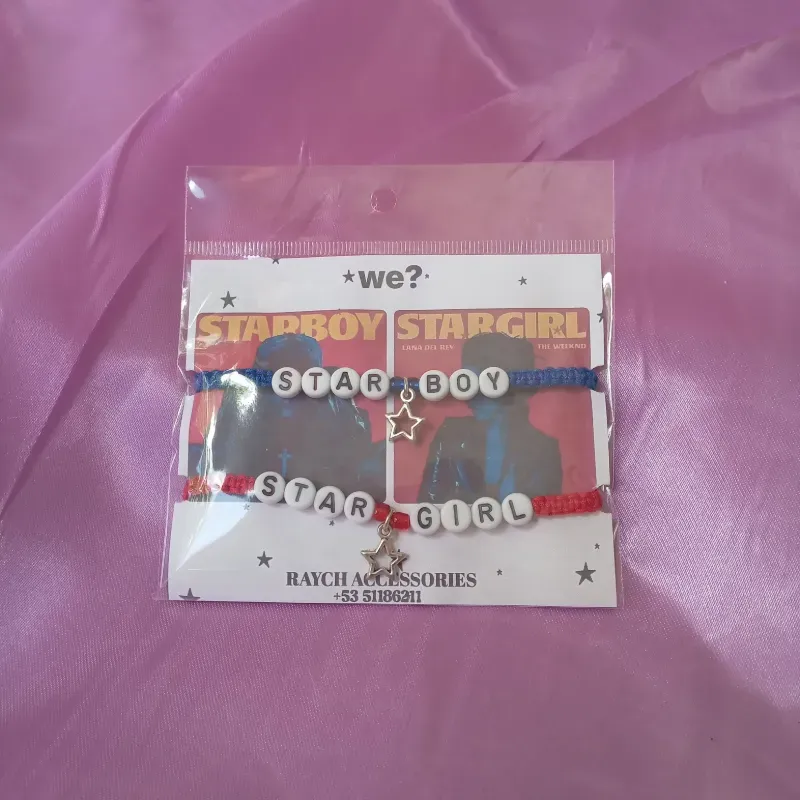 we?
STARBOY STARGIRL
LANA DEL REY THE WEEKND
STAR BOY
STAR GIRL
RAYCH ACCESSORIES
+53 51186211